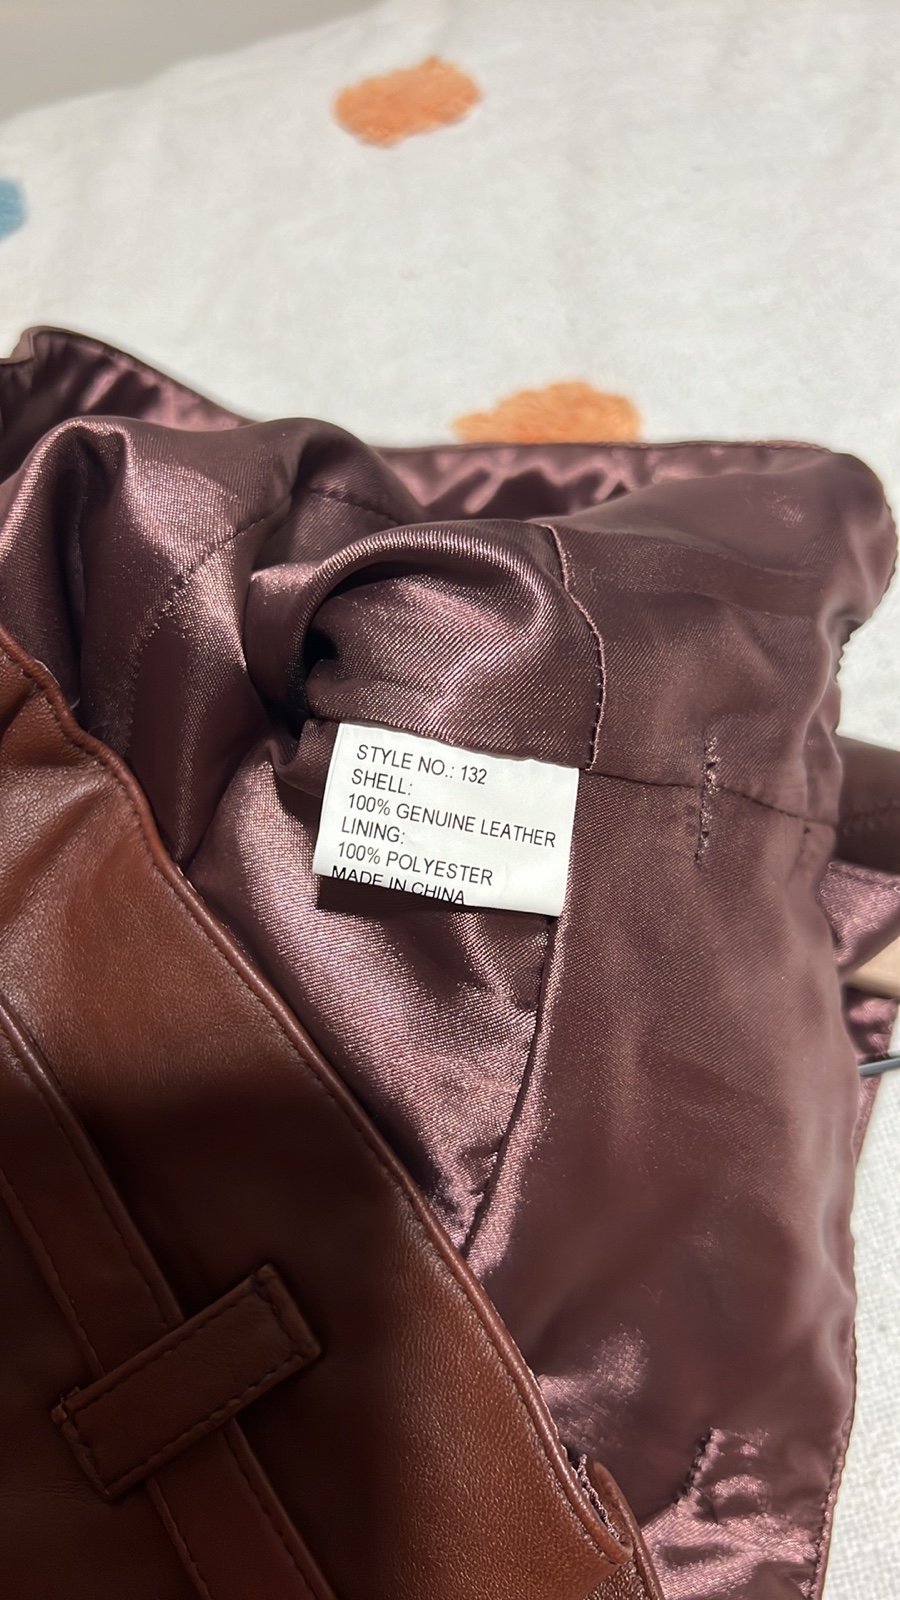 STYLE NO.: 132
SHELL:
100% GENUINE LEATHER
LINING:
100% POLYESTER
MADE IN CHINA